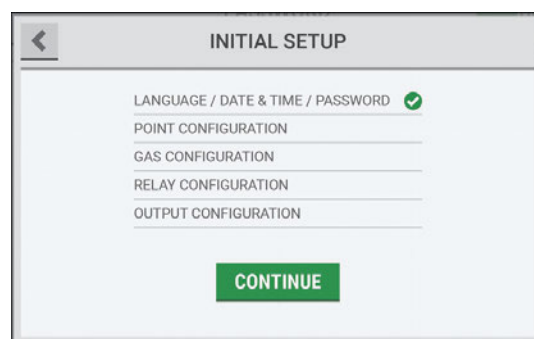 INITIAL SETUP
LANGUAGE / DATE & TIME / PASSWORD
POINT CONFIGURATION
GAS CONFIGURATION
RELAY CONFIGURATION
OUTPUT CONFIGURATION
CONTINUE